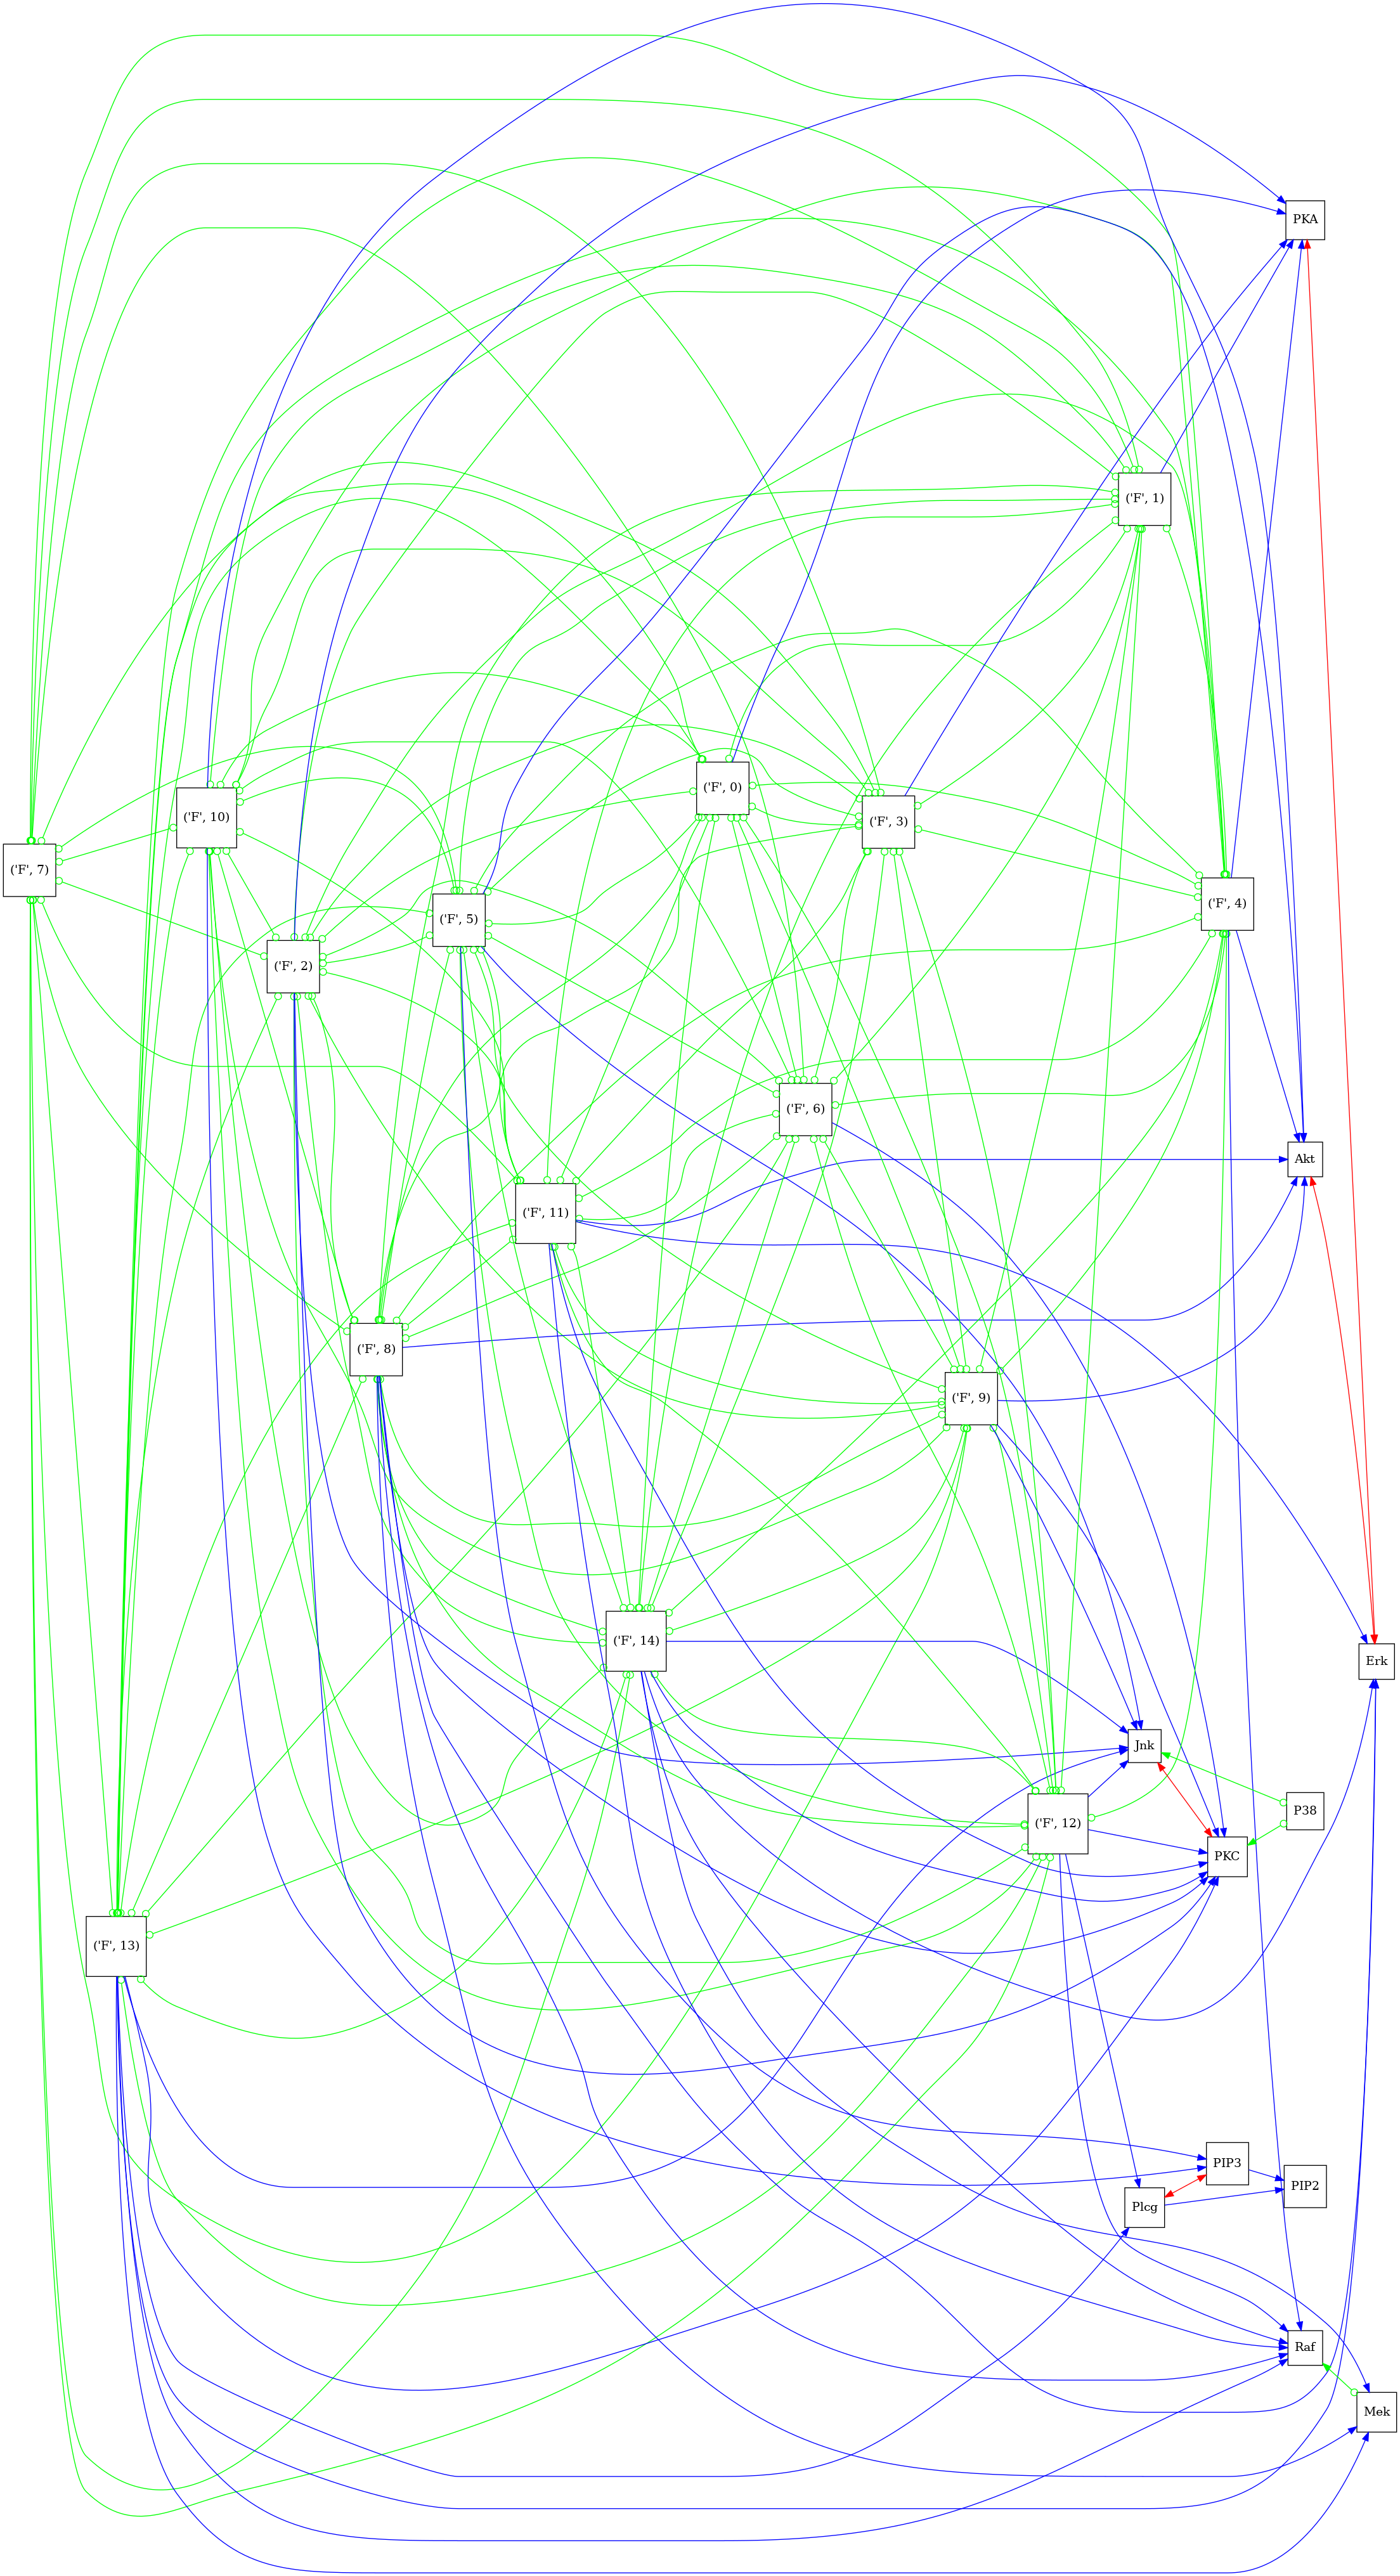 PKA
('F', 1)
('F', 0)
('F', 10)
('F', 3)
('F', 7)
('F', 4)
('F', 5)
('F', 2)
('F', 6)
Akt
('F', 11)
('F', 8)
('F', 9)
('F', 14)
Erk
Jnk
P38
('F', 12)
PKC
('F', 13)
PIP3
PIP2
Plcg
Raf
Mek